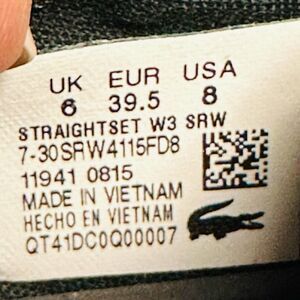 UK EUR USA
6 39.5 8
STRAIGHTSET W3 SRW
7-30SRW4115FD8
11941 0815
MADE IN VIETNAM
HECHO EN VIETNAM
QT41DC0Q00007